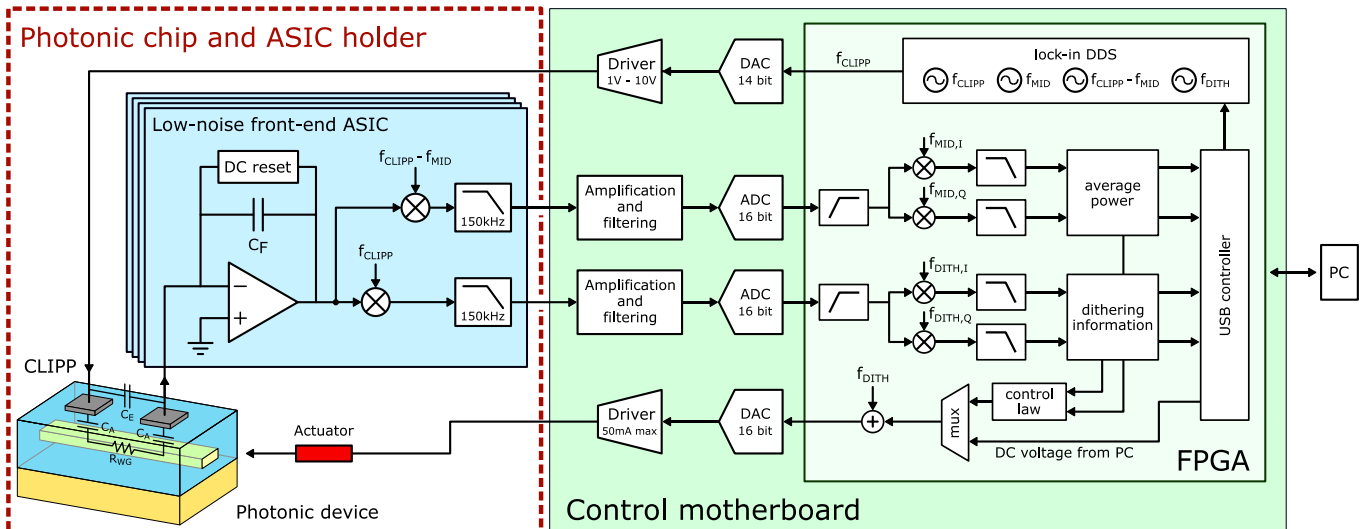 Photonic chip and ASIC holder
Low-noise front-end ASIC
DC reset
CF
fCLIPP - fMID
150kHz
fCLIPP
150kHz
CLIPP
CE
CA
CA
RWG
Photonic device
Actuator
Driver
1V - 10V
DAC
14 bit
fCLIPP
lock-in DDS
fCLIPP
fMID
fCLIPP - fMID
fDITH
Amplification
and
filtering
ADC
16 bit
fMID,I
fMID,Q
average
power
Amplification
and
filtering
ADC
16 bit
fDITH,I
fDITH,Q
dithering
information
USB controller
PC
Driver
50mA max
DAC
16 bit
fDITH
+
mux
control
law
DC voltage from PC
FPGA
Control motherboard